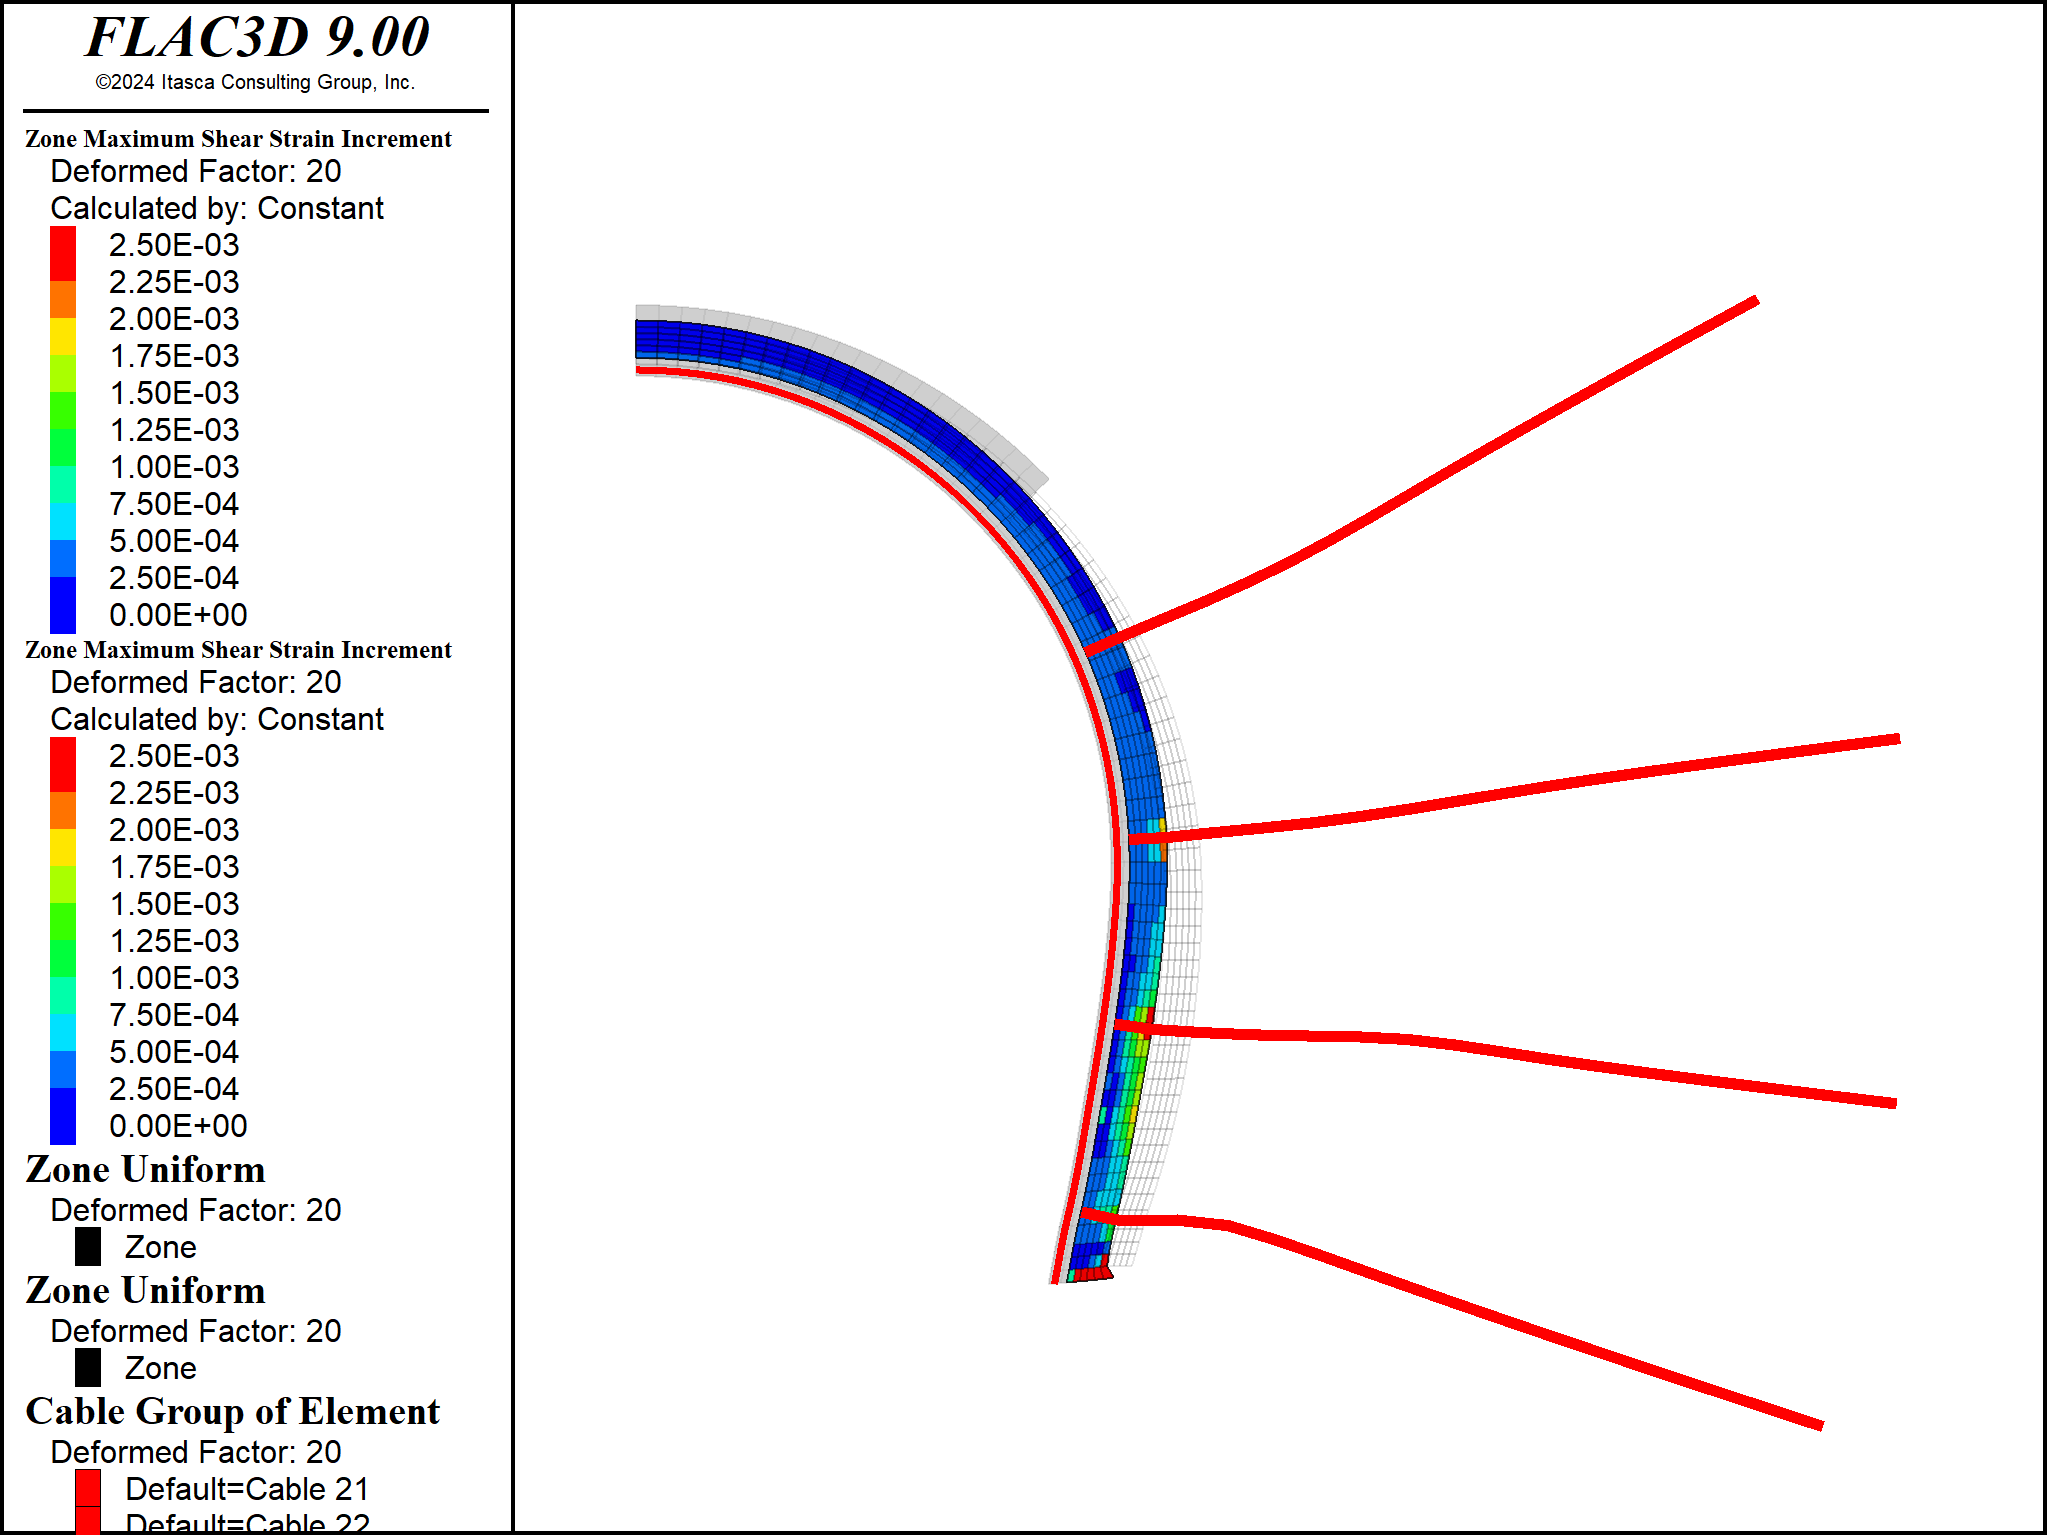 FLAC3D 9.00
©2024 Itasca Consulting Group, Inc.
Zone Maximum Shear Strain Increment
Deformed Factor: 20
Calculated by: Constant
2.50E-03
2.25E-03
2.00E-03
1.75E-03
1.50E-03
1.25E-03
1.00E-03
7.50E-04
5.00E-04
2.50E-04
0.00E+00
Zone Maximum Shear Strain Increment
Deformed Factor: 20
Calculated by: Constant
2.50E-03
2.25E-03
2.00E-03
1.75E-03
1.50E-03
1.25E-03
1.00E-03
7.50E-04
5.00E-04
2.50E-04
0.00E+00
Zone Uniform
Deformed Factor: 20
Zone
Zone Uniform
Deformed Factor: 20
Zone
Cable Group of Element
Deformed Factor: 20
Default=Cable 21
Default=Cable 22